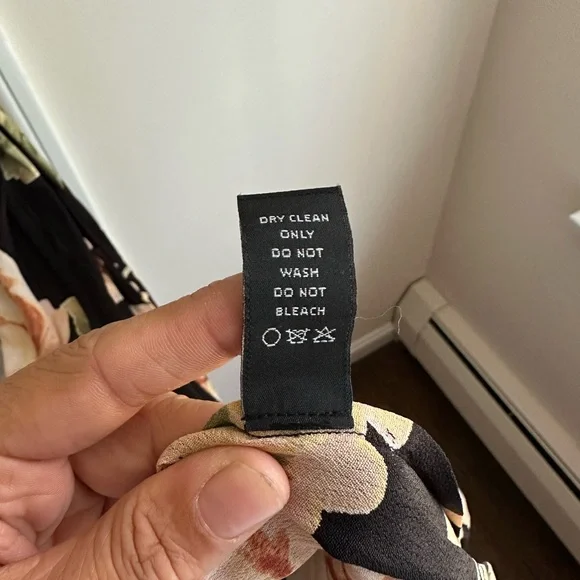 DRY CLEAN
ONLY
DO NOT
WASH
DO NOT
BLEACH